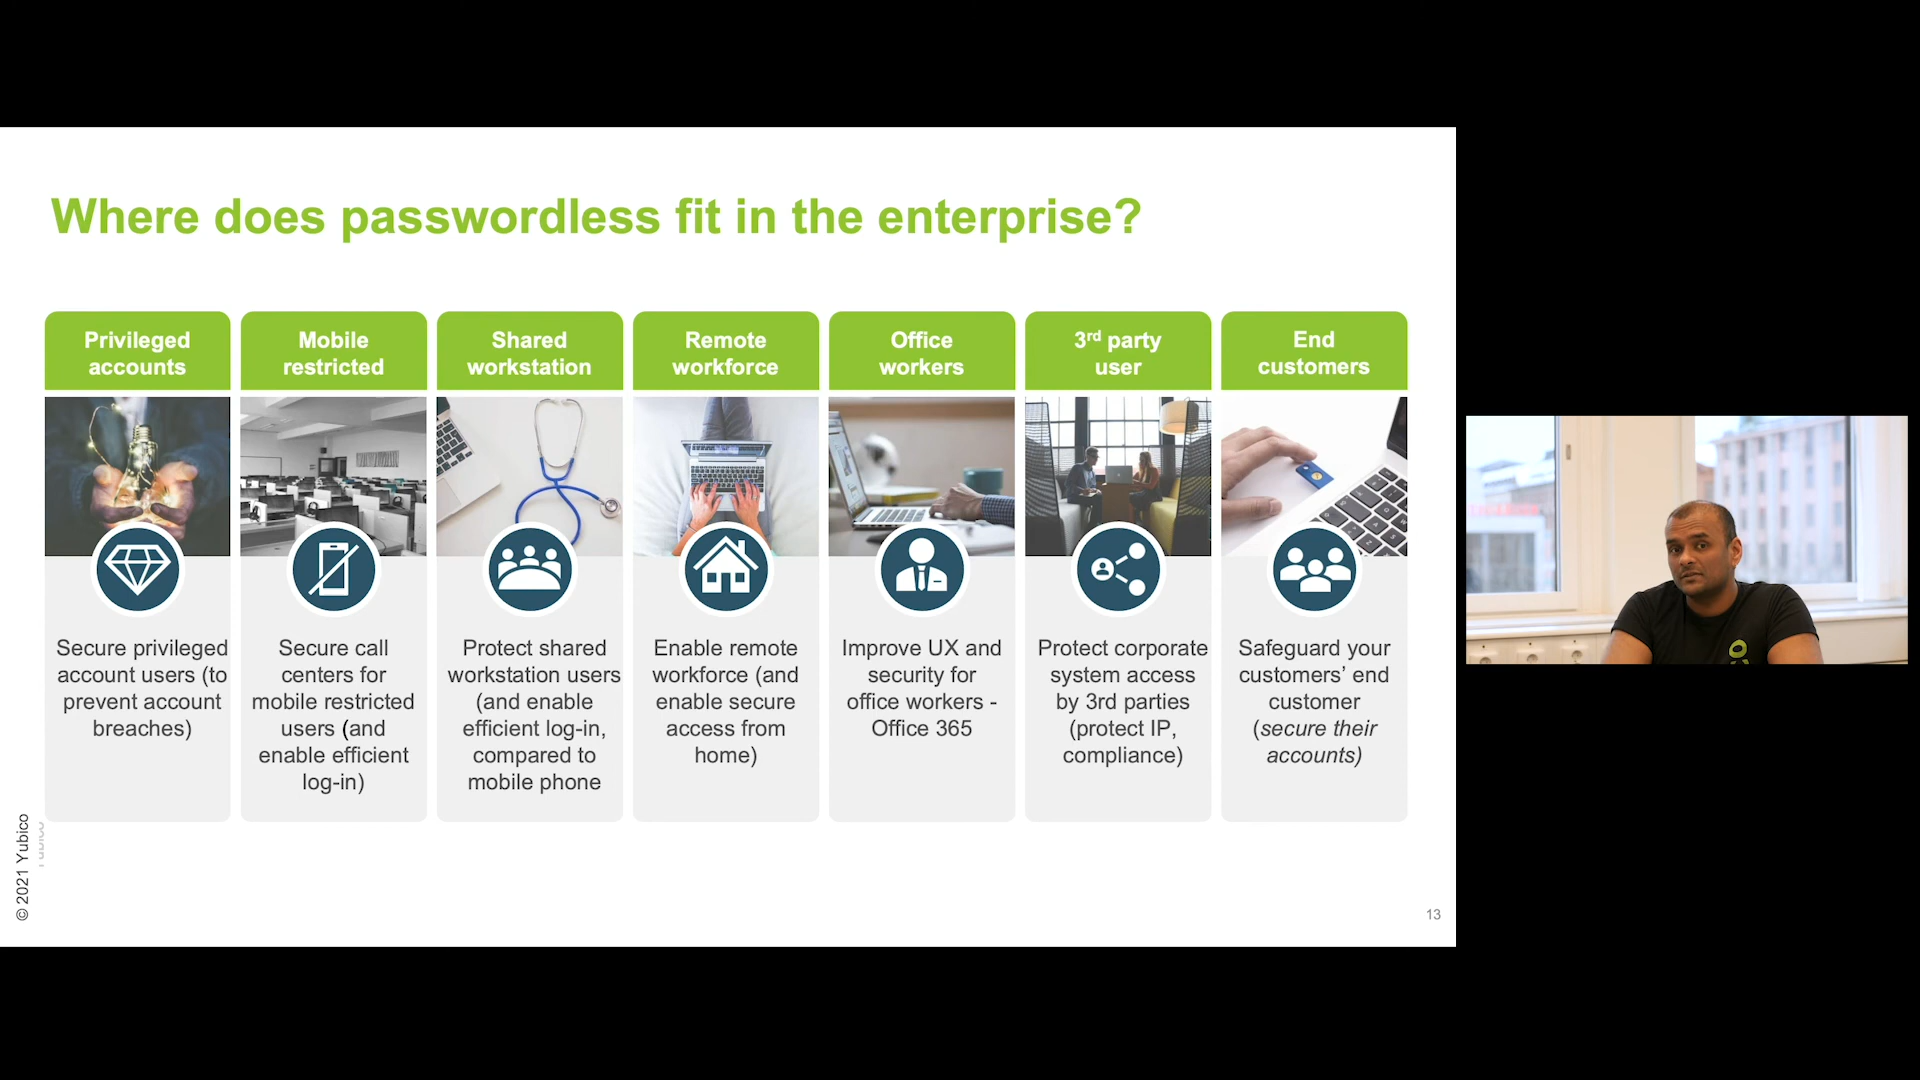 Where does passwordless fit in the enterprise?
Privileged
accounts
Mobile
restricted
Shared
workstation
Remote
workforce
Office
workers
3rd party
user
End
customers
Secure privileged
account users (to
prevent account
breaches)
Secure call
centers for
mobile restricted
users (and
enable efficient
log-in)
Protect shared
workstation users
(and enable
efficient log-in,
compared to
mobile phone
Enable remote
workforce (and
enable secure
access from
home)
Improve UX and
security for
office workers -
Office 365
Protect corporate
system access
by 3rd parties
(protect IP,
compliance)
Safeguard your
customers’ end
customer
(secure their
accounts)
© 2021 Yubico
13